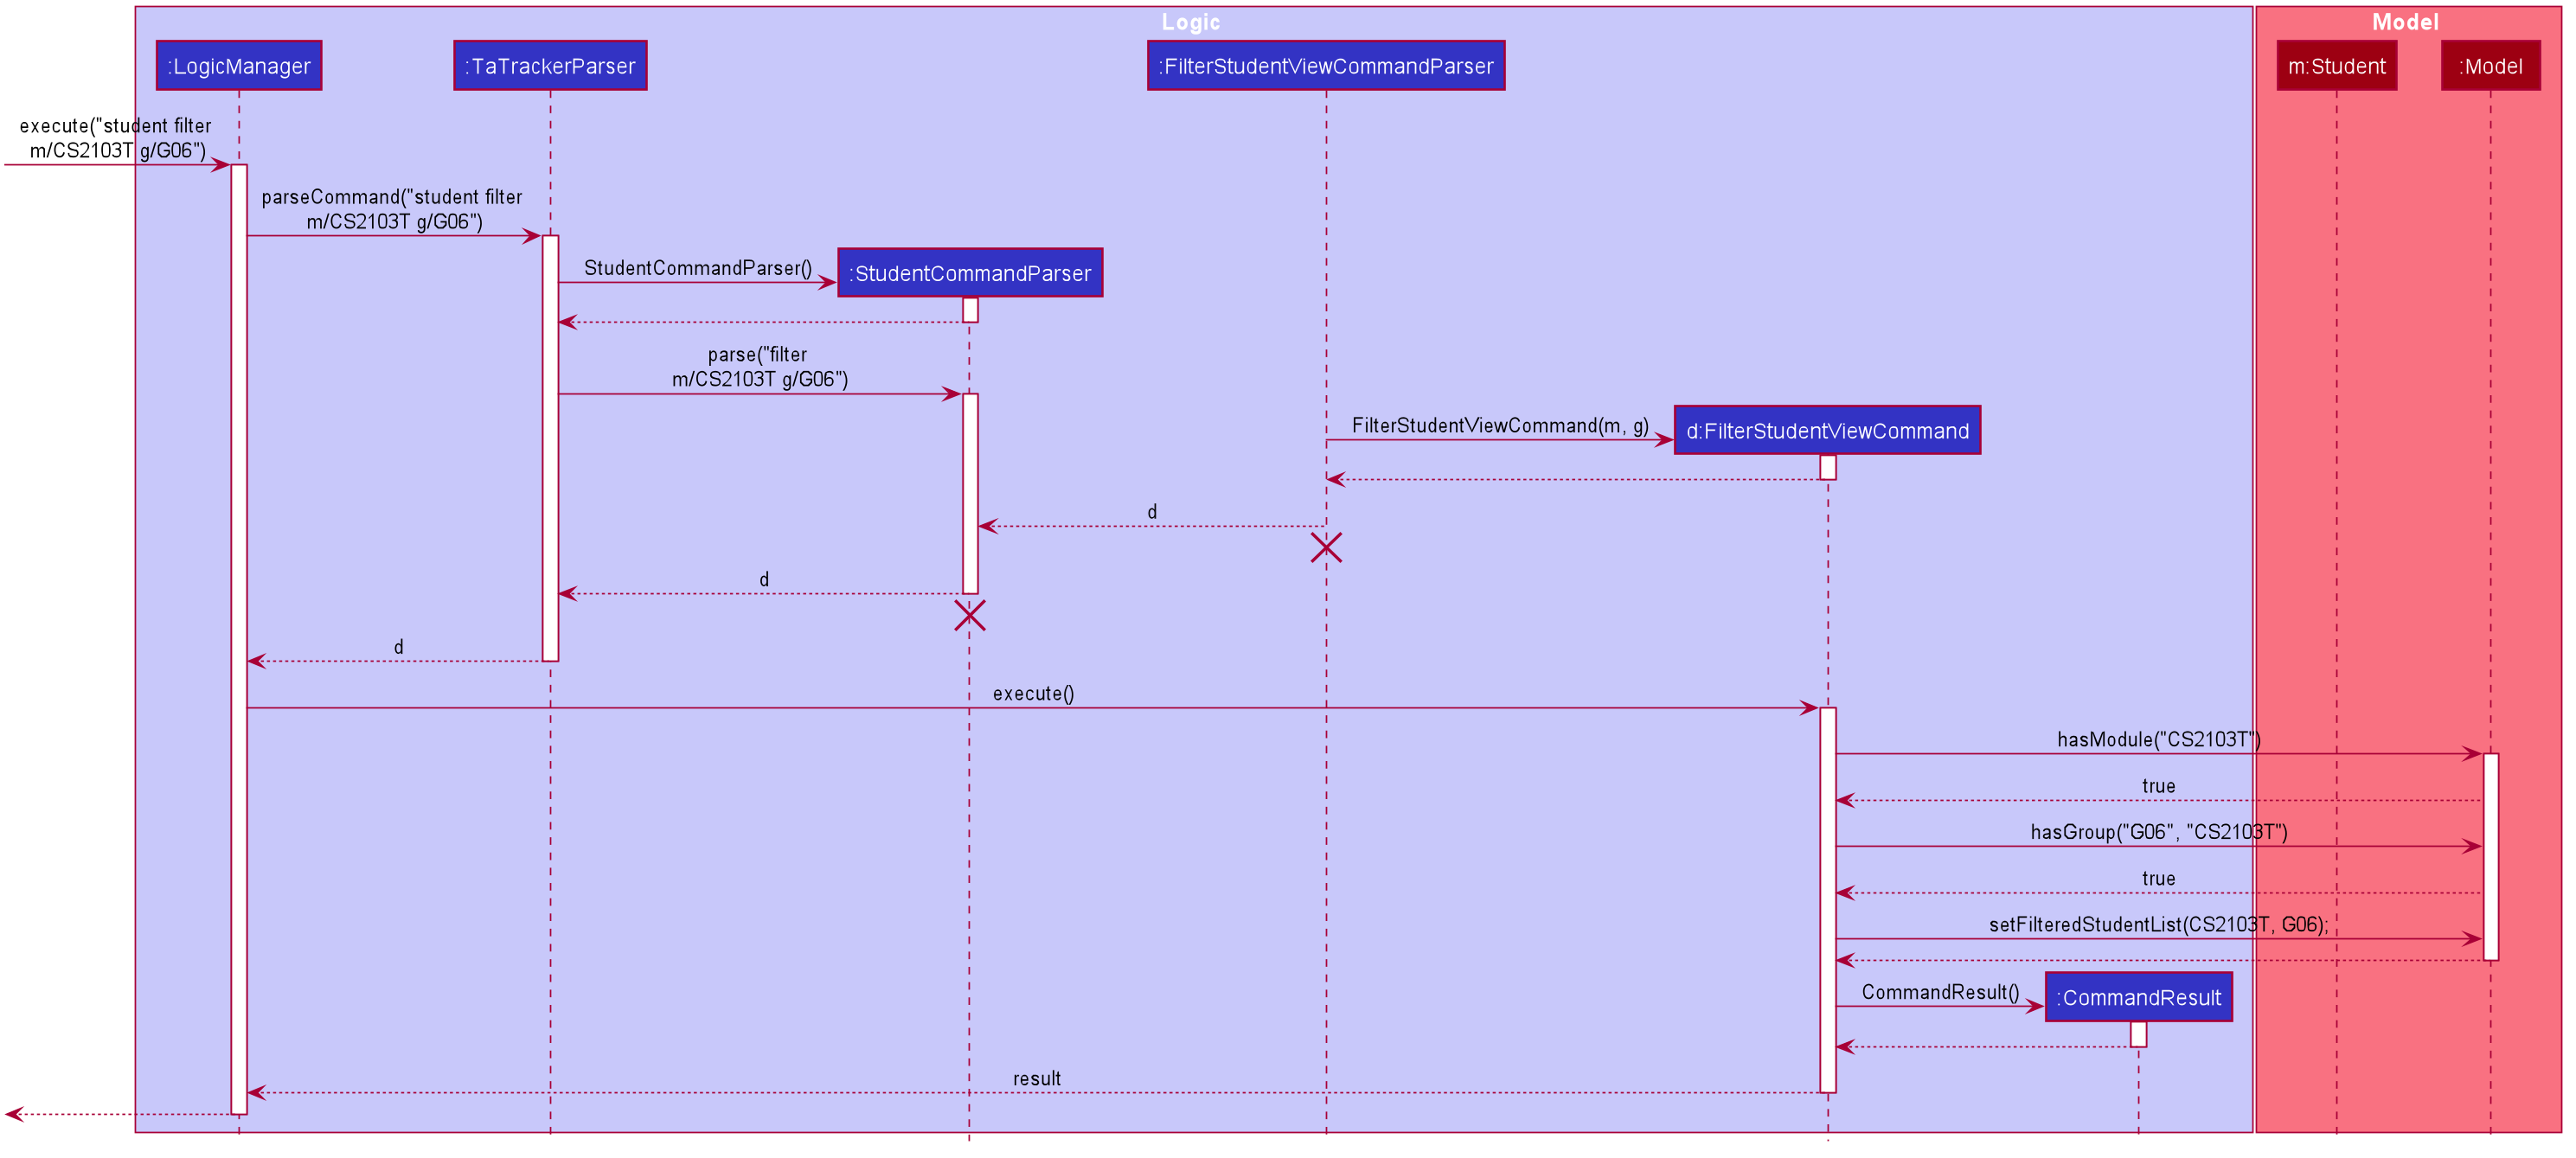 Logic
Model
:LogicManager
:TaTrackerParser
:FilterStudentViewCommandParser
m:Student
:Model
execute("student filter
m/CS2103T g/G06")
parseCommand("student filter
m/CS2103T g/G06")
StudentCommandParser()
:StudentCommandParser
parse("filter
m/CS2103T g/G06")
FilterStudentViewCommand(m, g)
d:FilterStudentViewCommand
d
d
d
execute()
hasModule("CS2103T")
true
hasGroup("G06", "CS2103T")
true
setFilteredStudentList(CS2103T, G06);
CommandResult()
:CommandResult
result